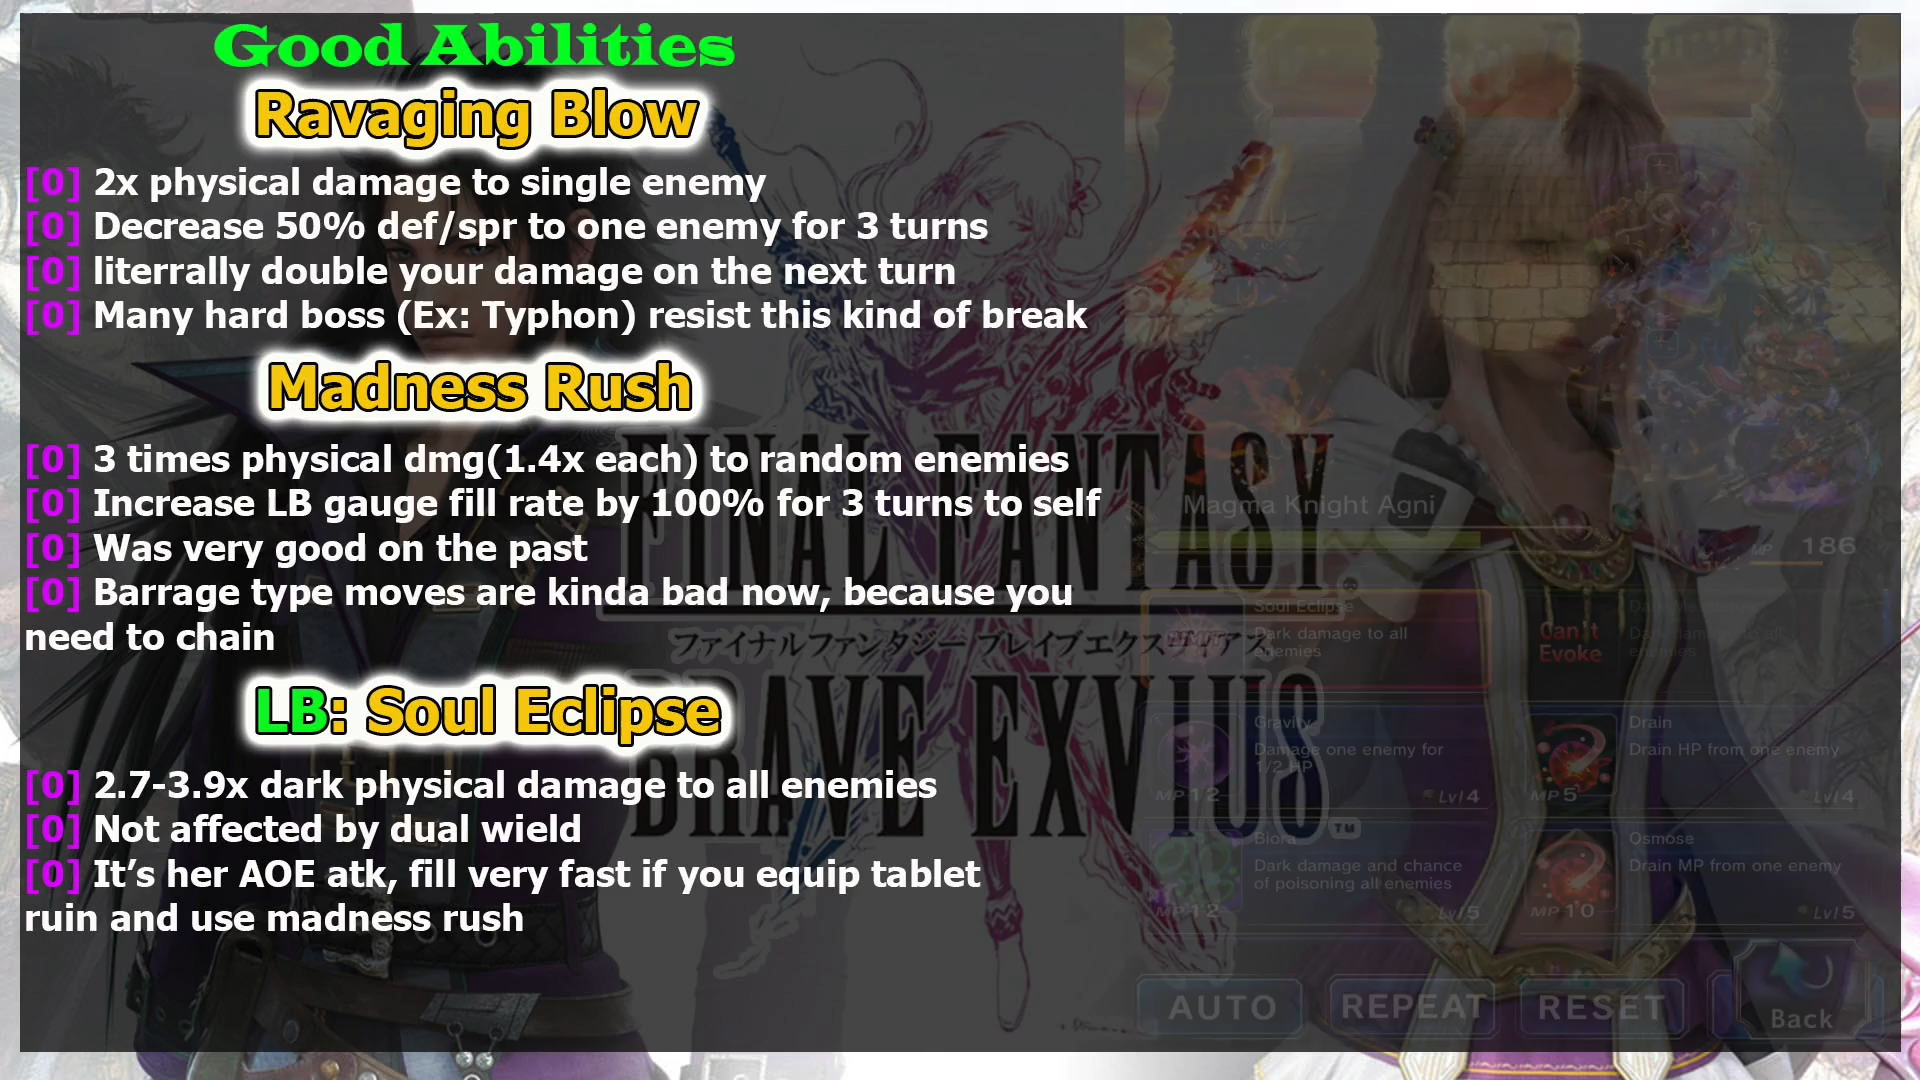 Good Abilities
Ravaging Blow
[0] 2x physical damage to single enemy
[0] Decrease 50% def/spr to one enemy for 3 turns
[0] literrally double your damage on the next turn
[0] Many hard boss (Ex: Typhon) resist this kind of break
Madness Rush
[0] 3 times physical dmg(1.4x each) to random enemies
[0] Increase LB gauge fill rate by 100% for 3 turns to self
[0] Was very good on the past
[0] Barrage type moves are kinda bad now, because you
need to chain
LB: Soul Eclipse
[0] 2.7-3.9x dark physical damage to all enemies
[0] Not affected by dual wield
[0] It’s her AOE atk, fill very fast if you equip tablet
ruin and use madness rush
FINAL FANTASY
ファイナルファンタジー ブレイブエクスヴィアス
BRAVE EXVIUS
TM
Magma Knight Agni
MP 186
Soul Eclipse
Dark damage to all
enemies
Can't
Evoke
Gravity
Damage one enemy for
1/2 HP
MP 12
Lvl 4
Drain
Drain HP from one enemy
MP 5
Lvl 4
Biora
Dark damage and chance
of poisoning all enemies
MP 12
Lvl 5
Osmose
Drain MP from one enemy
MP 10
Lvl 5
AUTO
REPEAT
RESET
Back